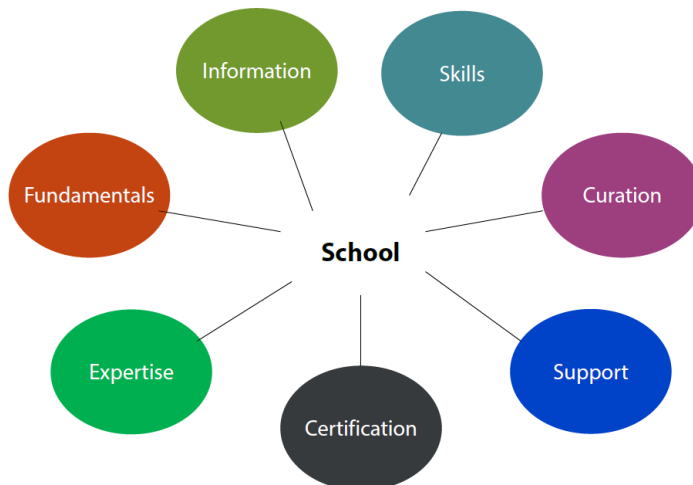 Information
Skills
Fundamentals
Curation
School
Expertise
Support
Certification